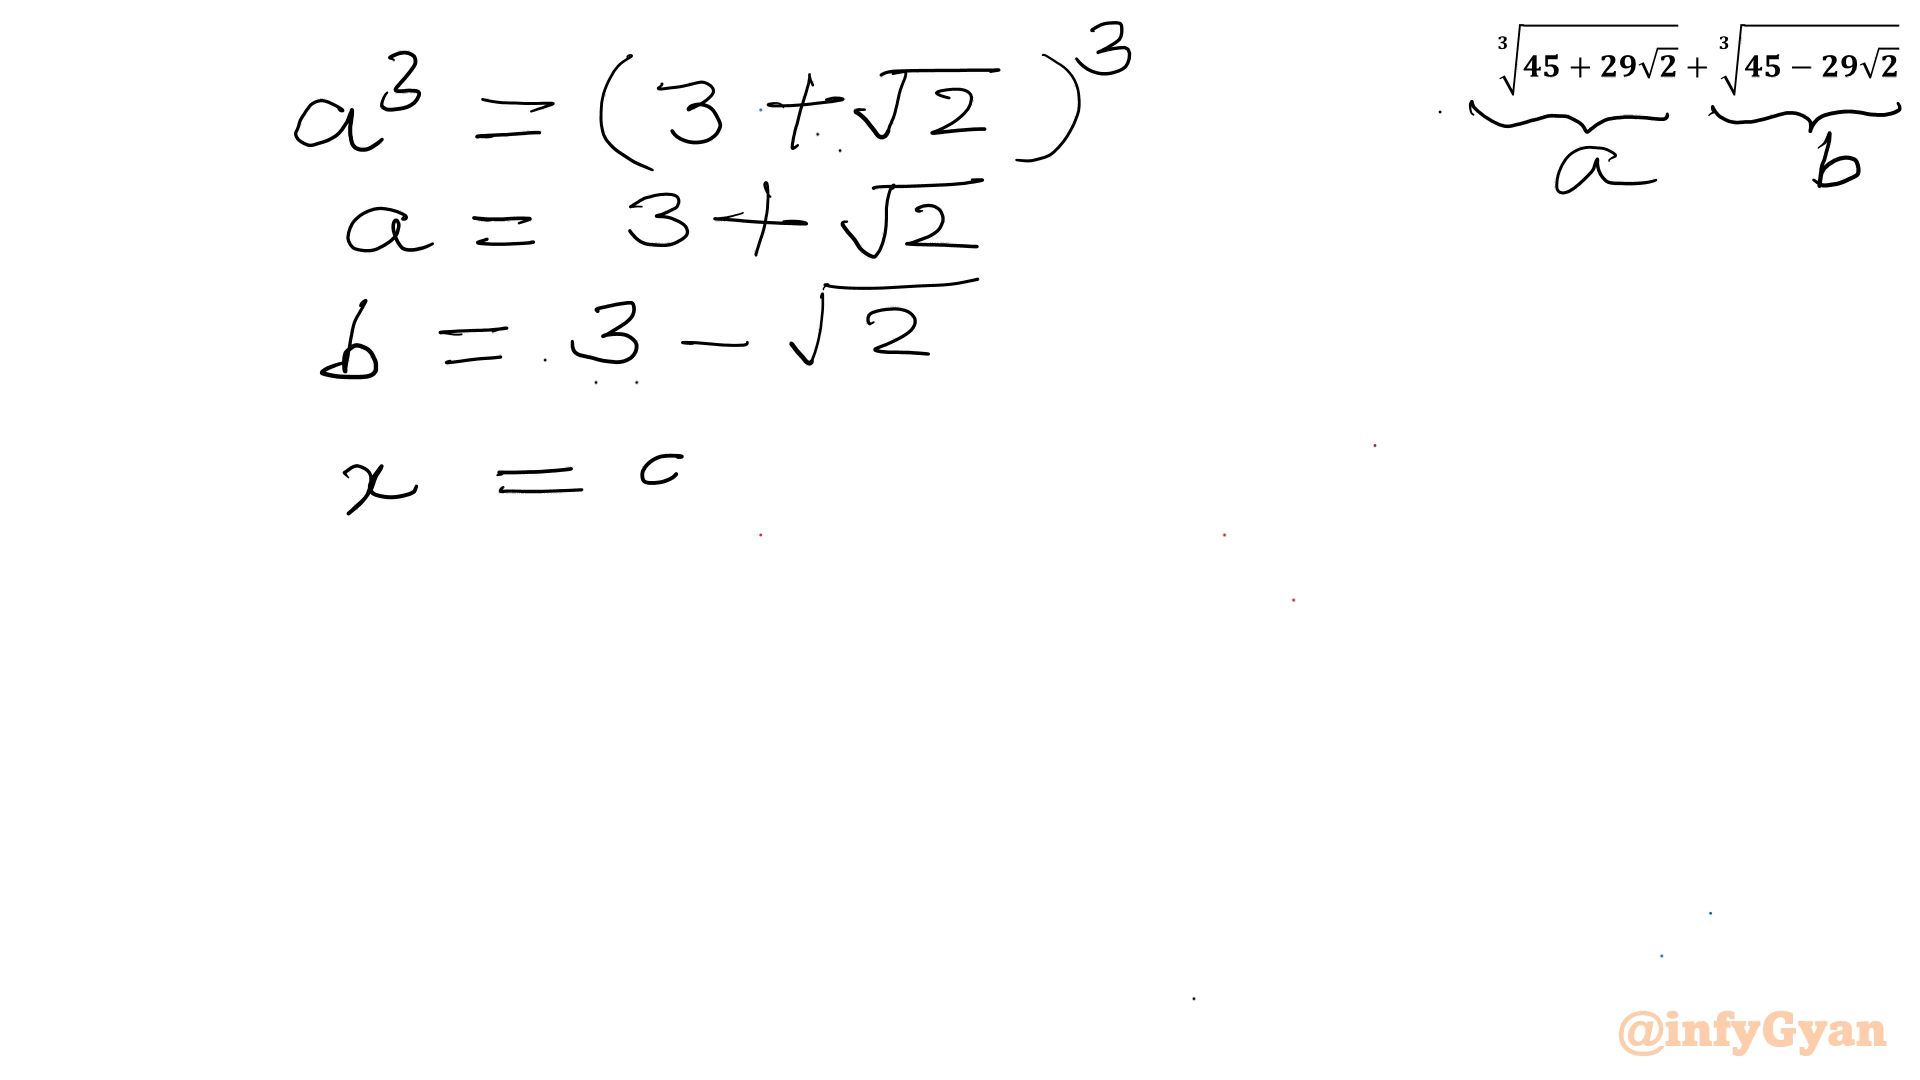 a³ = (3 + √2)³
a = 3 + √2
b = 3 − √2
x =
∛(45 + 29√2) + ∛(45 − 29√2)
a b
@infyGyan